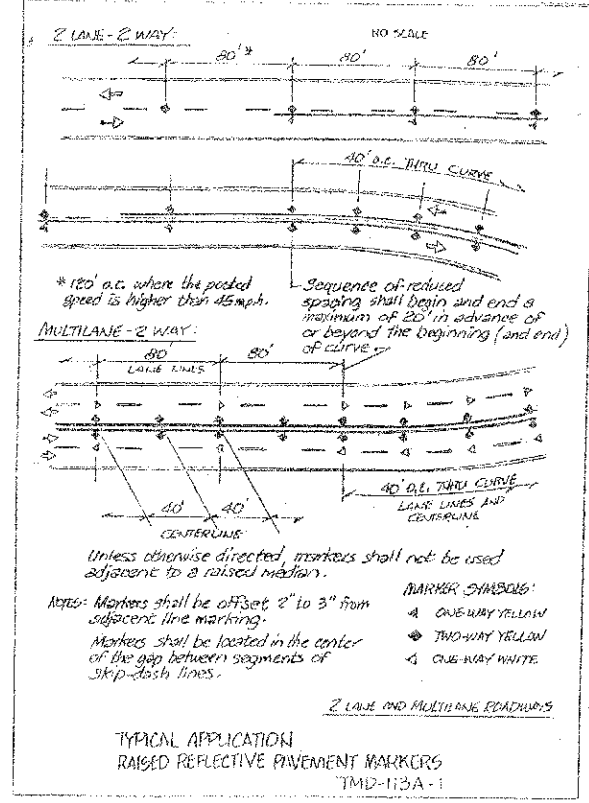 2 LANE - 2 WAY:
NO SCALE
80'*
80'
80'
40' o.c. THRU CURVE
* 120' o.c. where the posted
speed is higher than 45 mph.
Sequence of reduced
spacing shall begin and end a
maximum of 20' in advance of
or beyond the beginning (and end)
of curve
MULTILANE - 2 WAY:
80'
80'
LANE LINES
40' o.c. THRU CURVE
LANE LINES AND
CENTERLINE
40'
40'
CENTERLINE
Unless otherwise directed, markers shall not be used
adjacent to a raised median.
NOTES: Markers shall be offset 2" to 3" from
adjacent line marking.
Markers shall be located in the center
of the gap between segments of
skip-dash lines.
MARKER SYMBOLS:
ONE-WAY YELLOW
TWO-WAY YELLOW
ONE-WAY WHITE
2 LANE AND MULTILANE ROADWAYS
TYPICAL APPLICATION
RAISED REFLECTIVE PAVEMENT MARKERS
TMD-113A-1